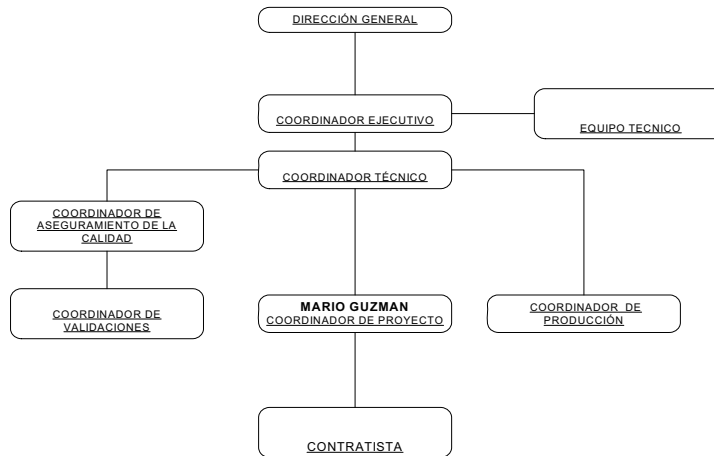 DIRECCIÓN GENERAL
COORDINADOR EJECUTIVO
EQUIPO TECNICO
COORDINADOR TÉCNICO
COORDINADOR DE
ASEGURAMIENTO DE LA
CALIDAD
COORDINADOR DE
VALIDACIONES
MARIO GUZMAN
COORDINADOR DE PROYECTO
COORDINADOR DE
PRODUCCIÓN
CONTRATISTA